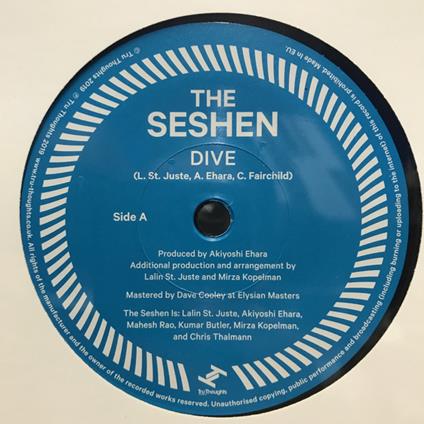 THE
SESHEN
DIVE
(L. St. Juste, A. Ehara, C. Fairchild)
Side A
Produced by Akiyoshi Ehara
Additional production and arrangement by
Lalin St. Juste and Mirza Kopelman
Mastered by Dave Cooley at Elysian Masters
The Seshen Is: Lalin St. Juste, Akiyoshi Ehara,
Mahesh Rao, Kumar Butler, Mirza Kopelman,
and Chris Thalmann
Tru Thoughts
℗ Tru Thoughts 2019 © Tru Thoughts 2019 www.tru-thoughts.co.uk. All rights of the manufacturer and the owner of the recorded works reserved. Unauthorised copying, public performance and broadcasting (including burning or uploading to the internet) of this record is prohibited. Made in EU.